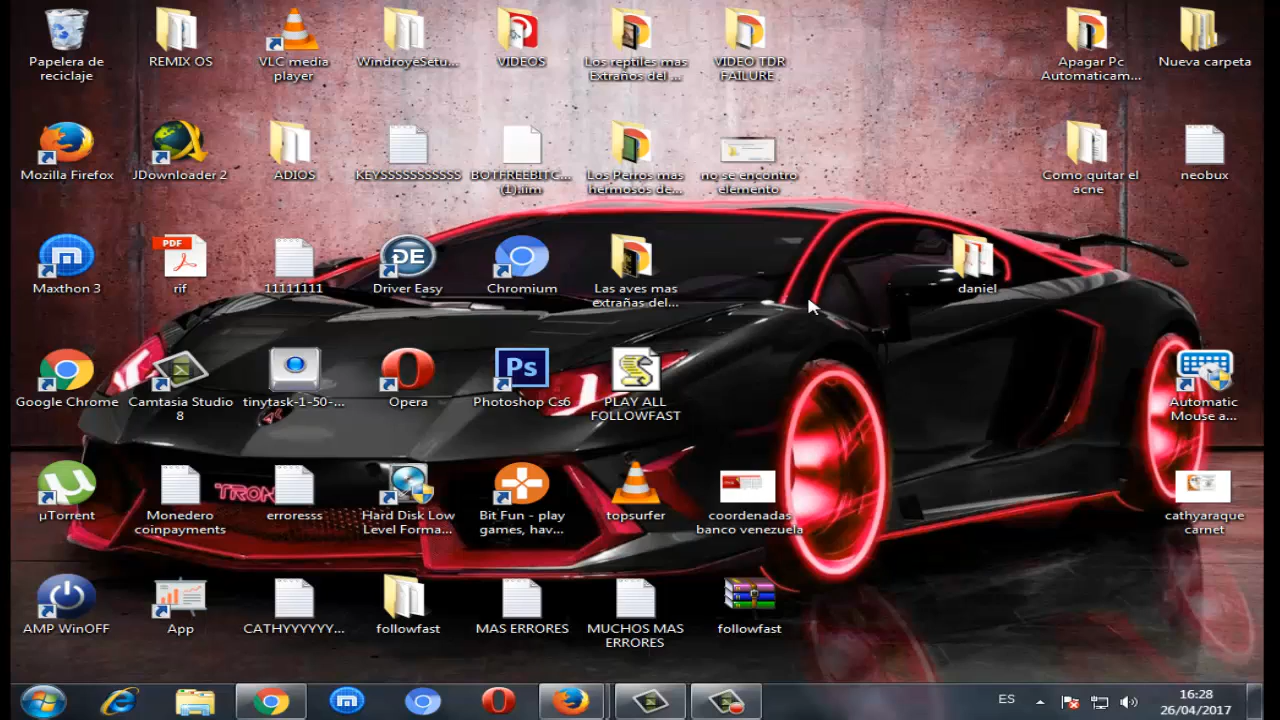 Papelera de
reciclaje
REMIX OS
VLC media
player
WindroyeSetu...
VIDEOS
Los reptiles mas
Extraños del ...
VIDEO TDR
FAILURE .
Apagar Pc
Automaticam...
Nueva carpeta
Mozilla Firefox
JDownloader 2
ADIOS
KEYSSSSSSSSSS
BOTFREEBITC...
(1).iim
Los Perros mas
hermosos de...
no se encontro
elemento
Como quitar el
acne
neobux
Maxthon 3
PDF
rif
11111111
DE
Driver Easy
Chromium
Las aves mas
extrañas del...
daniel
Google Chrome
Camtasia Studio
8
tinytask-1-50-...
Opera
Ps
Photoshop Cs6
PLAY ALL
FOLLOWFAST
Automatic
Mouse a...
µTorrent
Monedero
coinpayments
TRON
erroresss
Hard Disk Low
Level Forma...
Bit Fun - play
games, hav...
topsurfer
coordenadas
banco venezuela
cathyaraque
carnet
AMP WinOFF
App
CATHYYYYYY...
followfast
MAS ERRORES
MUCHOS MAS
ERRORES
followfast
ES
16:28
26/04/2017